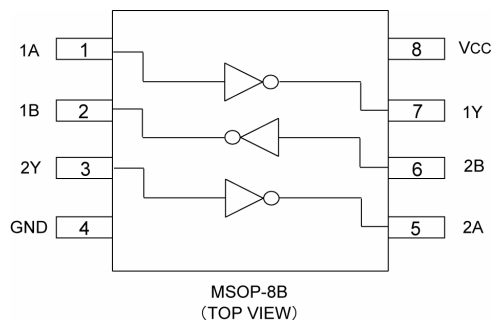 1A 1 8 VCC
1B 2 7 1Y
2Y 3 6 2B
GND 4 5 2A
MSOP-8B
(TOP VIEW)